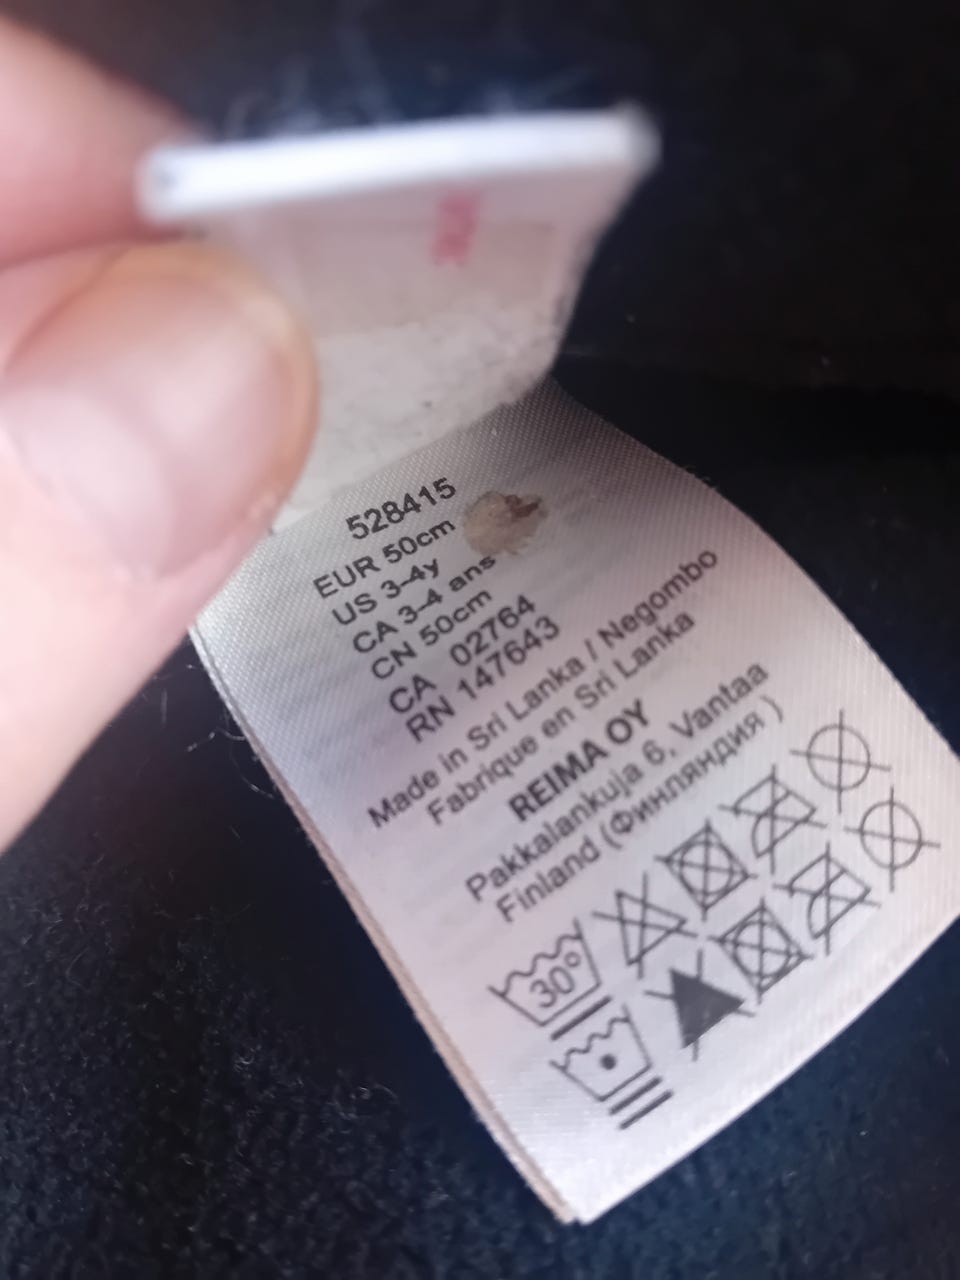 528415
EUR 50cm
US 3-4y
CA 3-4 ans
CN 50cm
CA 02764
RN 147643
Made in Sri Lanka / Negombo
Fabrique en Sri Lanka
REIMA OY
Pakkalankuja 6, Vantaa
Finland (Финляндия )
30°